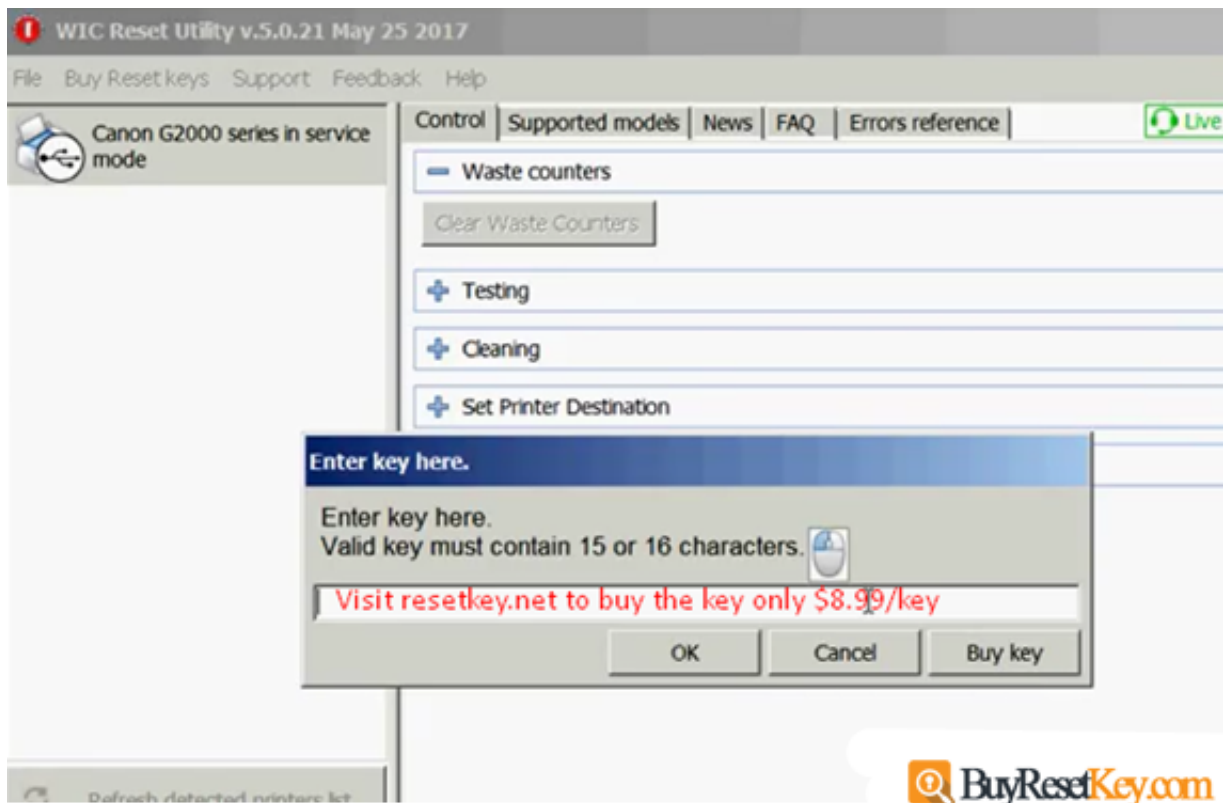 WIC Reset Utility v.5.0.21 May 25 2017
File Buy Reset keys Support Feedback Help
Canon G2000 series in service
mode
Control Supported models News FAQ Errors reference Live
Waste counters
Clear Waste Counters
Testing
Cleaning
Set Printer Destination
Enter key here.
Enter key here.
Valid key must contain 15 or 16 characters.
Visit resetkey.net to buy the key only $8.99/key
OK Cancel Buy key
Refresh detected printers list
BuyResetKey.com